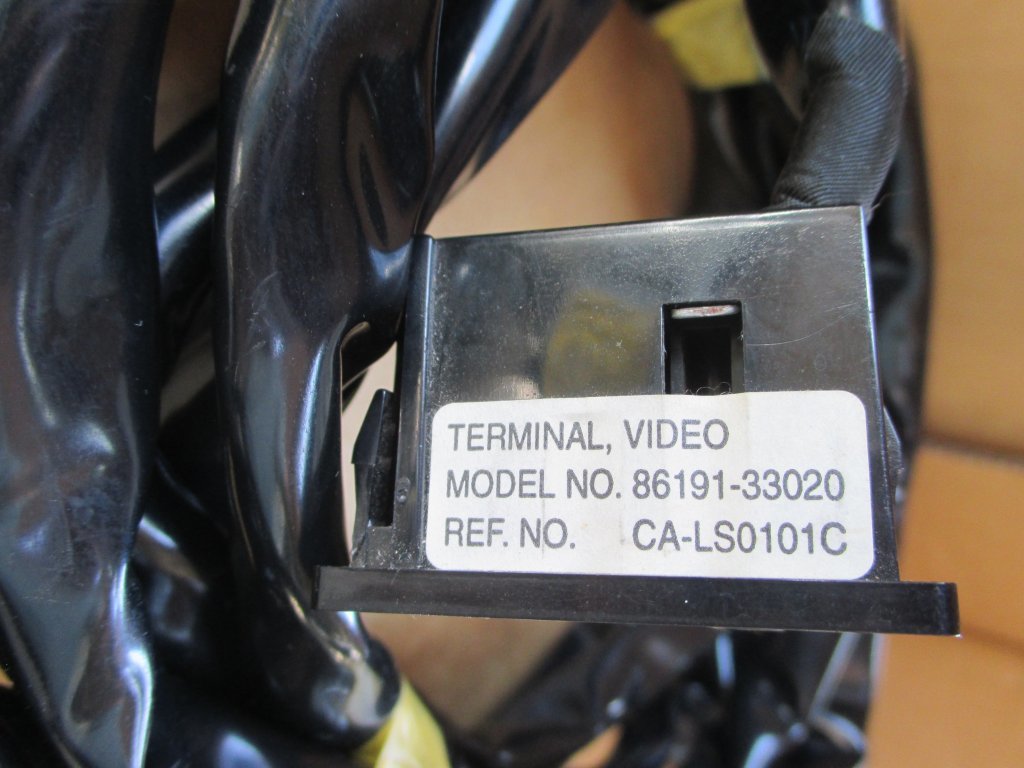 TERMINAL, VIDEO
MODEL NO. 86191-33020
REF. NO. CA-LS0101C